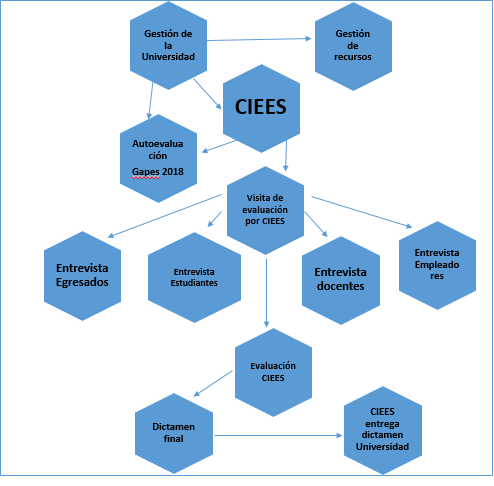 Gestión de
la
Universidad
Gestión
de
recursos
CIEES
Autoevalua
ción
Gapes 2018
Visita de
evaluación
por CIEES
Entrevista
Egresados
Entrevista
Estudiantes
Entrevista
docentes
Entrevista
Empleado
res
Evaluación
CIEES
Dictamen
final
CIEES
entrega
dictamen
Universidad